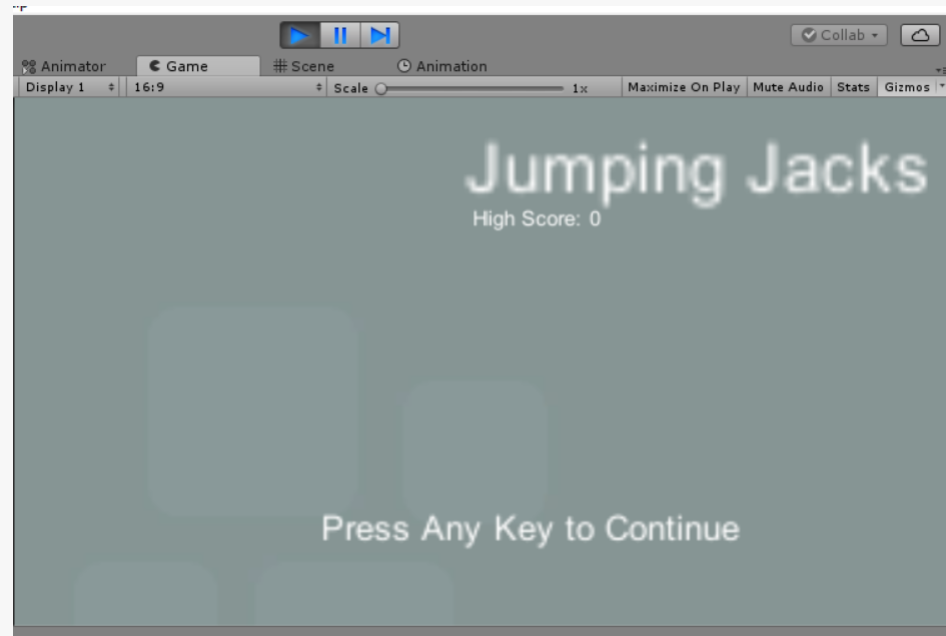 Collab
Animator Game Scene Animation
Display 1 16:9 Scale 1x Maximize On Play Mute Audio Stats Gizmos
Jumping Jacks
High Score: 0
Press Any Key to Continue